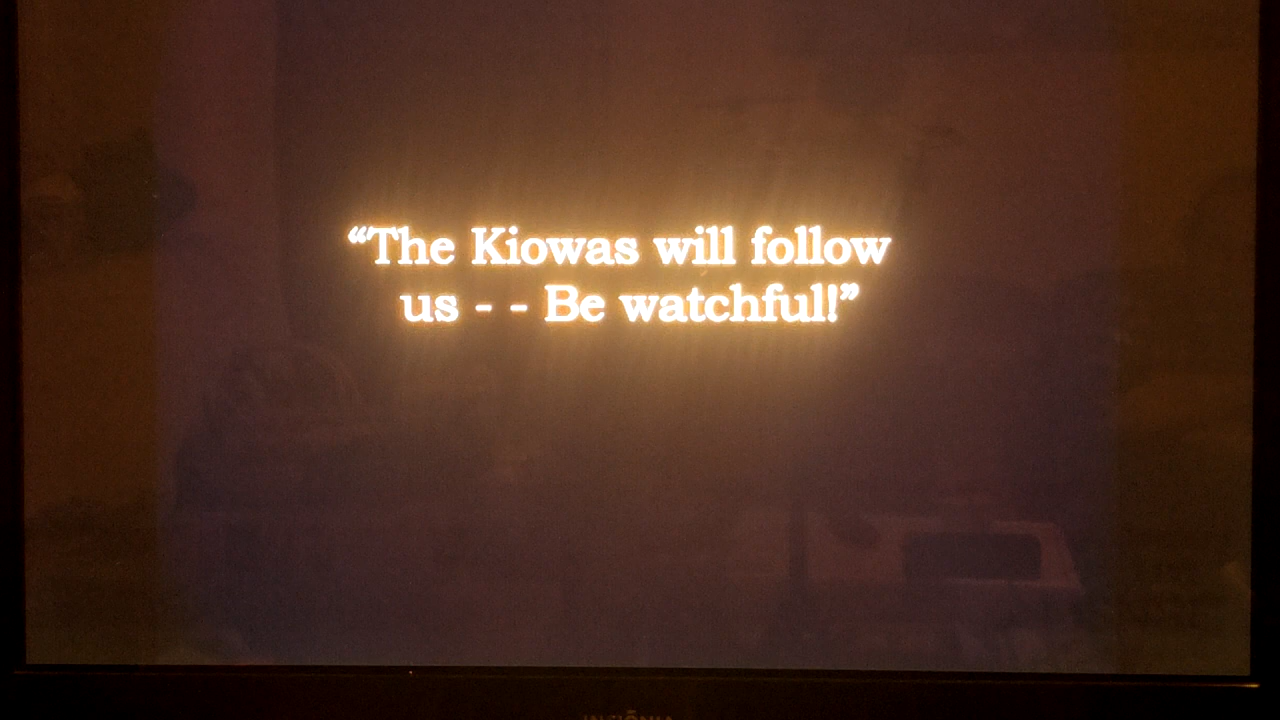 “The Kiowas will follow
us - - Be watchful!”